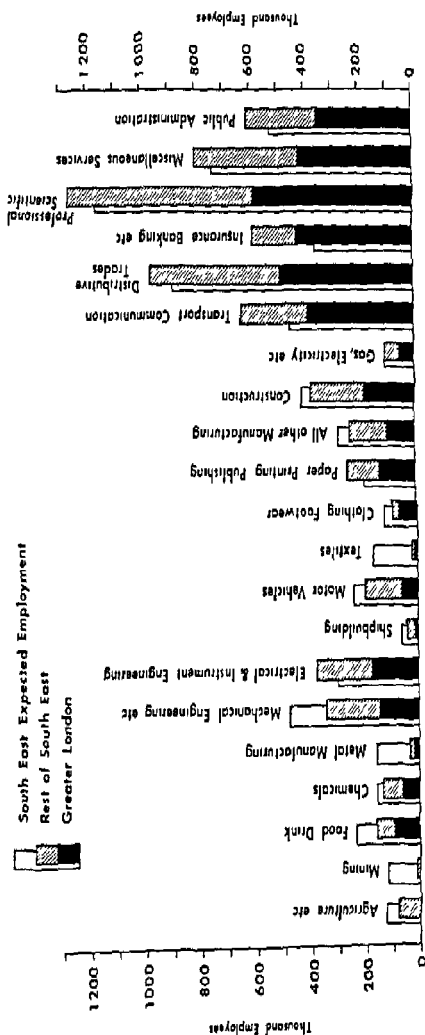 South East Expected Employment
Rest of South East
Greater London
Thousand Employees
1200
1000
800
600
400
200
0
Agriculture etc
Mining
Food Drink
Chemicals
Metal Manufacturing
Mechanical Engineering etc
Electrical & Instrument Engineering
Shipbuilding
Motor Vehicles
Textiles
Clothing Footwear
Paper Printing Publishing
All other Manufacturing
Construction
Gas, Electricity etc
Transport Communication
Distributive
Trades
Insurance Banking etc
Professional
Scientific
Miscellaneous Services
Public Administration
Thousand Employees
1200
1000
800
600
400
200
0